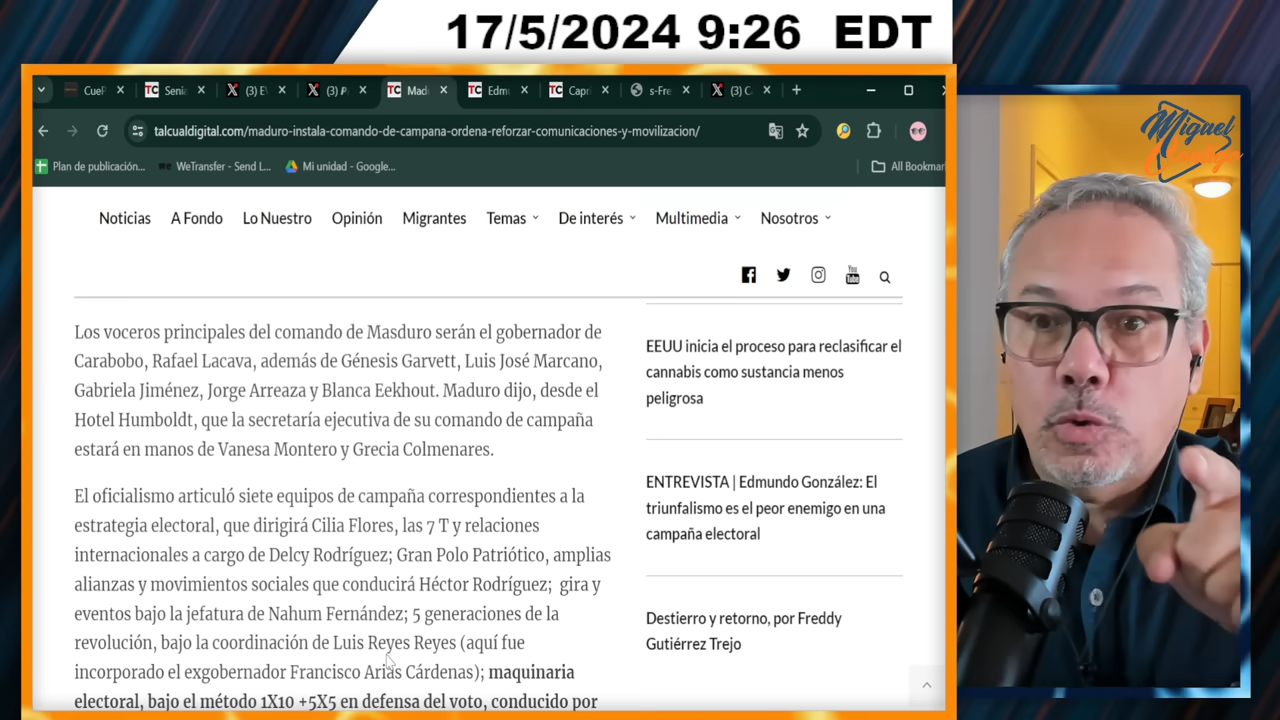 17/5/2024 9:26 EDT
Miguel
CueP
Senia
(3) E
(3)
Mad
Edmu
Capr
s-Fre
(3) C
talcualdigital.com/maduro-instala-comando-de-campana-ordena-reforzar-comunicaciones-y-movilizacion/
Plan de publicación...
WeTransfer - Send L...
Mi unidad - Google...
All Bookmar
Noticias A Fondo Lo Nuestro Opinión Migrantes Temas De interés Multimedia Nosotros
Los voceros principales del comando de Masduro serán el gobernador de
Carabobo, Rafael Lacava, además de Génesis Garvett, Luis José Marcano,
Gabriela Jiménez, Jorge Arreaza y Blanca Eekhout. Maduro dijo, desde el
Hotel Humboldt, que la secretaría ejecutiva de su comando de campaña
estará en manos de Vanesa Montero y Grecia Colmenares.
El oficialismo articuló siete equipos de campaña correspondientes a la
estrategia electoral, que dirigirá Cilia Flores, las 7 T y relaciones
internacionales a cargo de Delcy Rodríguez; Gran Polo Patriótico, amplias
alianzas y movimientos sociales que conducirá Héctor Rodríguez; gira y
eventos bajo la jefatura de Nahum Fernández; 5 generaciones de la
revolución, bajo la coordinación de Luis Reyes Reyes (aquí fue
incorporado el exgobernador Francisco Arias Cárdenas); maquinaria
electoral, bajo el método 1X10 +5X5 en defensa del voto, conducido por
EEUU inicia el proceso para reclasificar el
cannabis como sustancia menos
peligrosa
ENTREVISTA | Edmundo González: El
triunfalismo es el peor enemigo en una
campaña electoral
Destierro y retorno, por Freddy
Gutiérrez Trejo